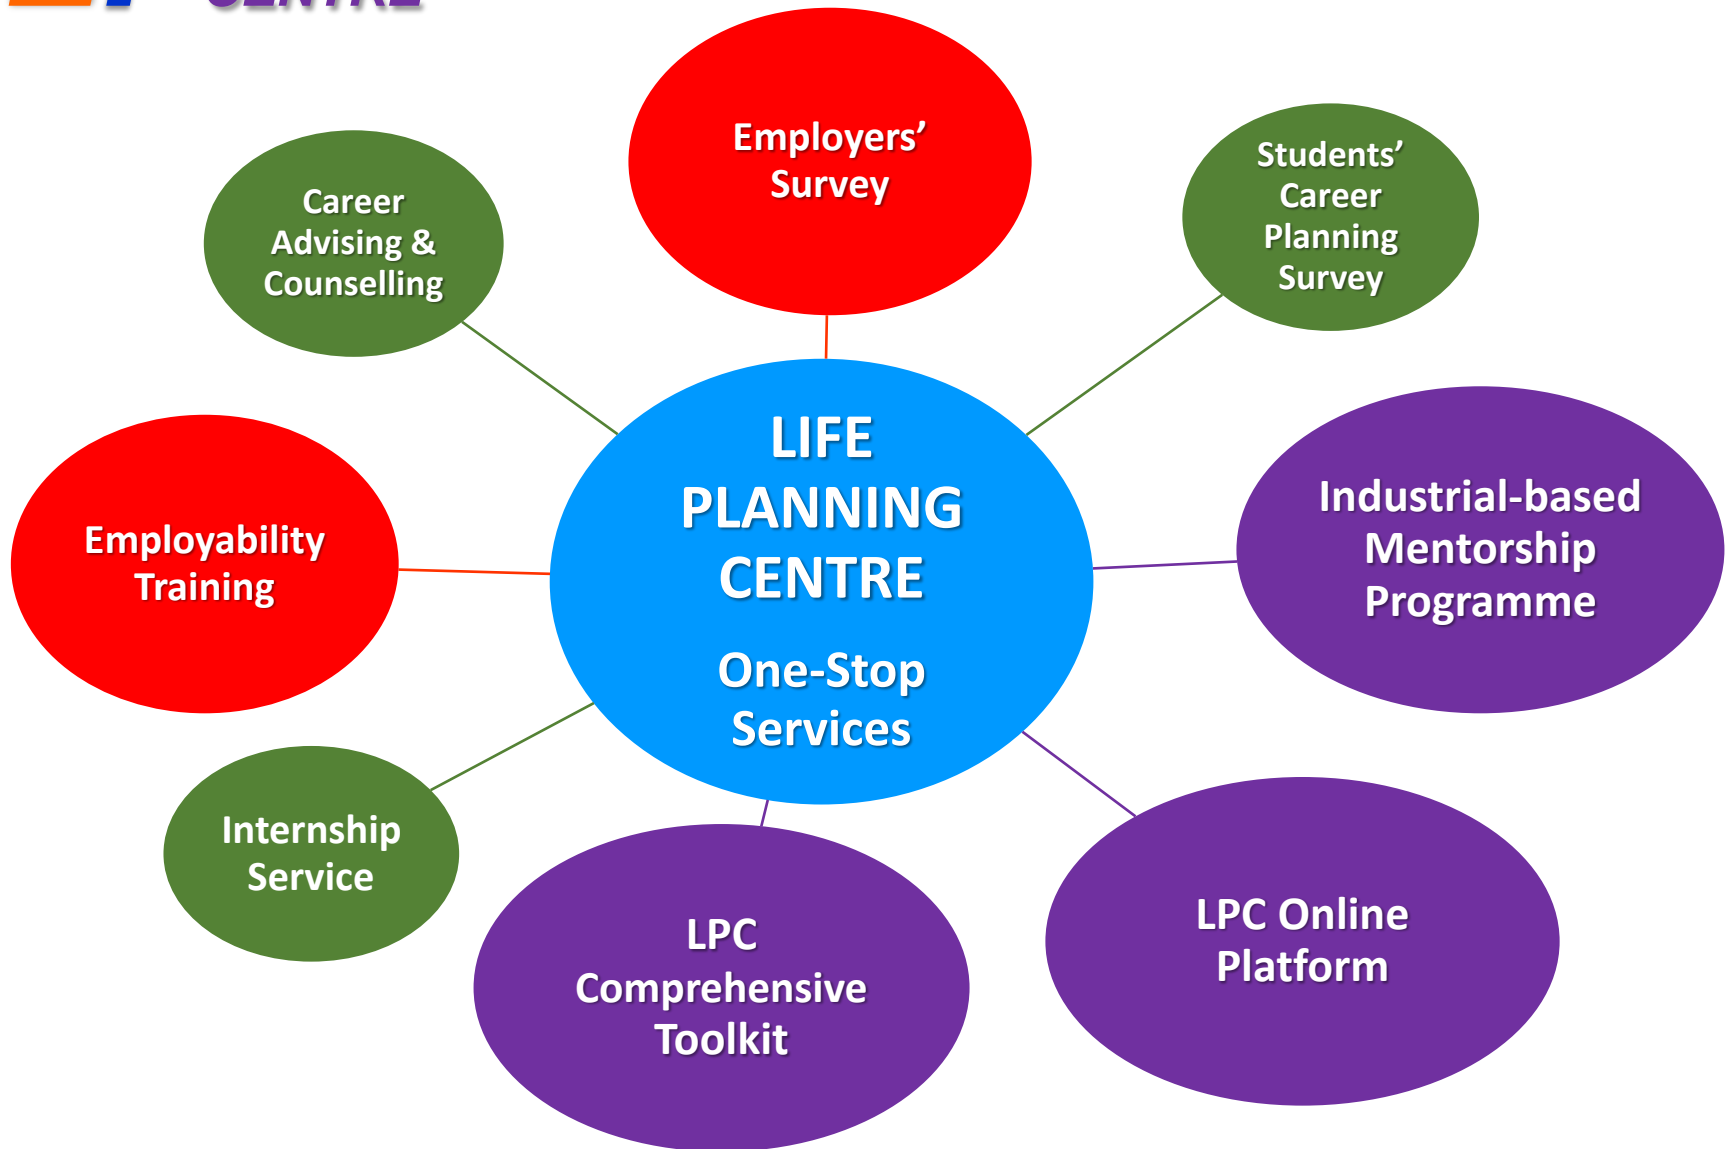 CENTRE
Employers’
Survey
Students’
Career
Planning
Survey
Career
Advising &
Counselling
LIFE
PLANNING
CENTRE
One-Stop
Services
Industrial-based
Mentorship
Programme
Employability
Training
Internship
Service
LPC
Comprehensive
Toolkit
LPC Online
Platform